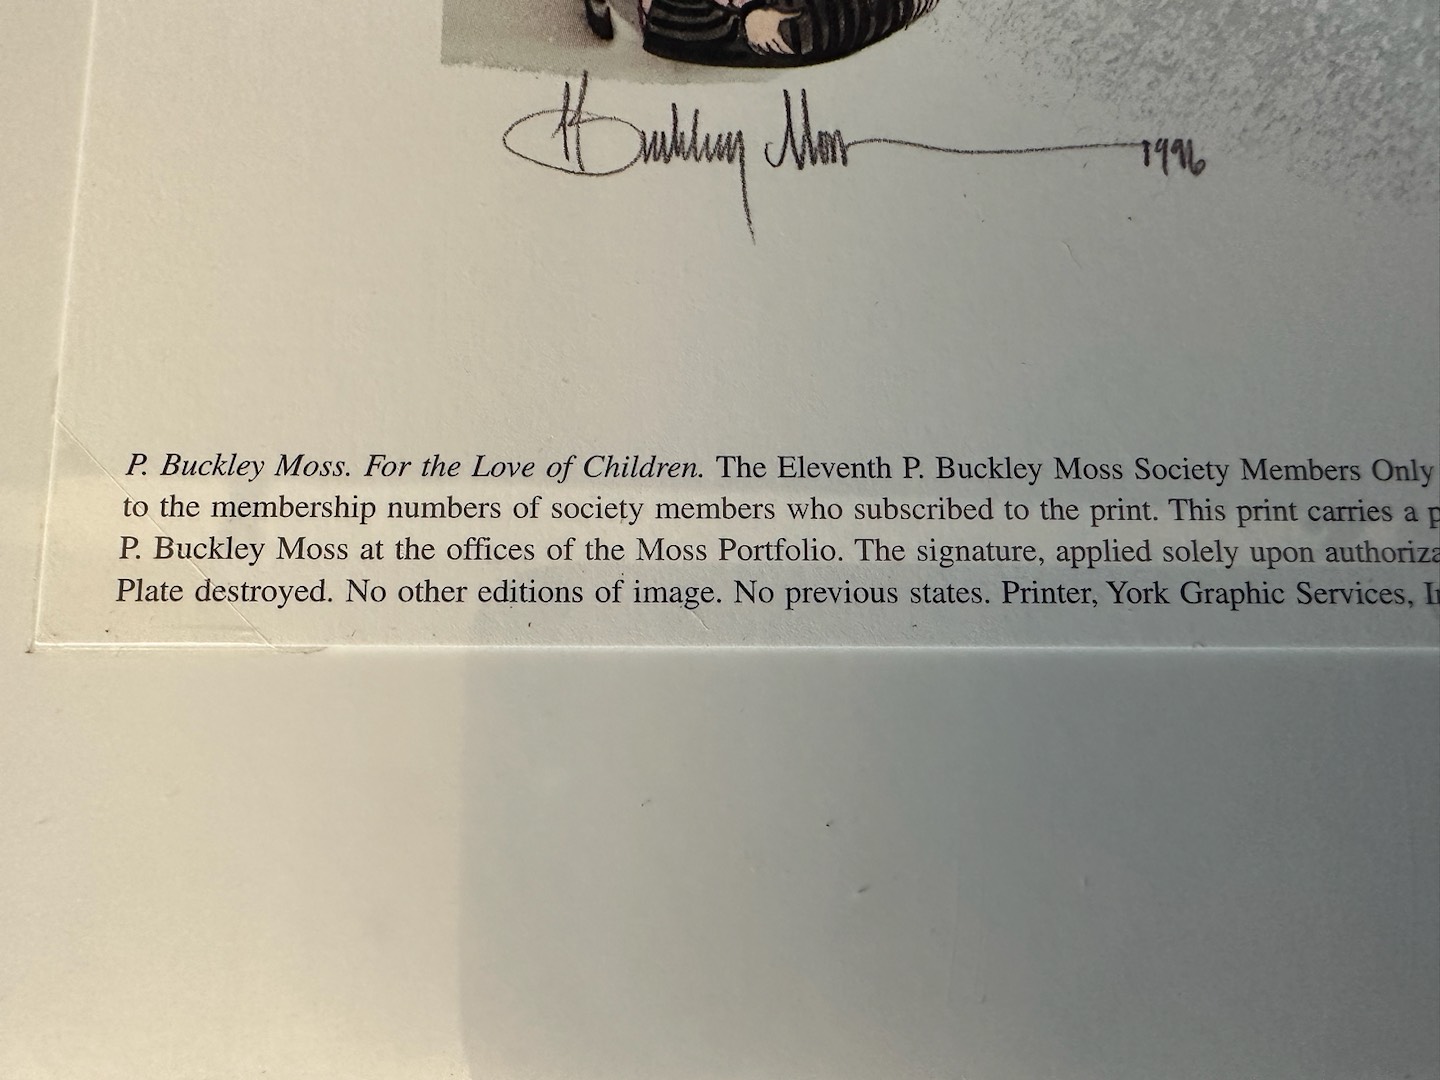 P Buckley Moss 1996
P. Buckley Moss. For the Love of Children. The Eleventh P. Buckley Moss Society Members Only
to the membership numbers of society members who subscribed to the print. This print carries a p
P. Buckley Moss at the offices of the Moss Portfolio. The signature, applied solely upon authoriza
Plate destroyed. No other editions of image. No previous states. Printer, York Graphic Services, In